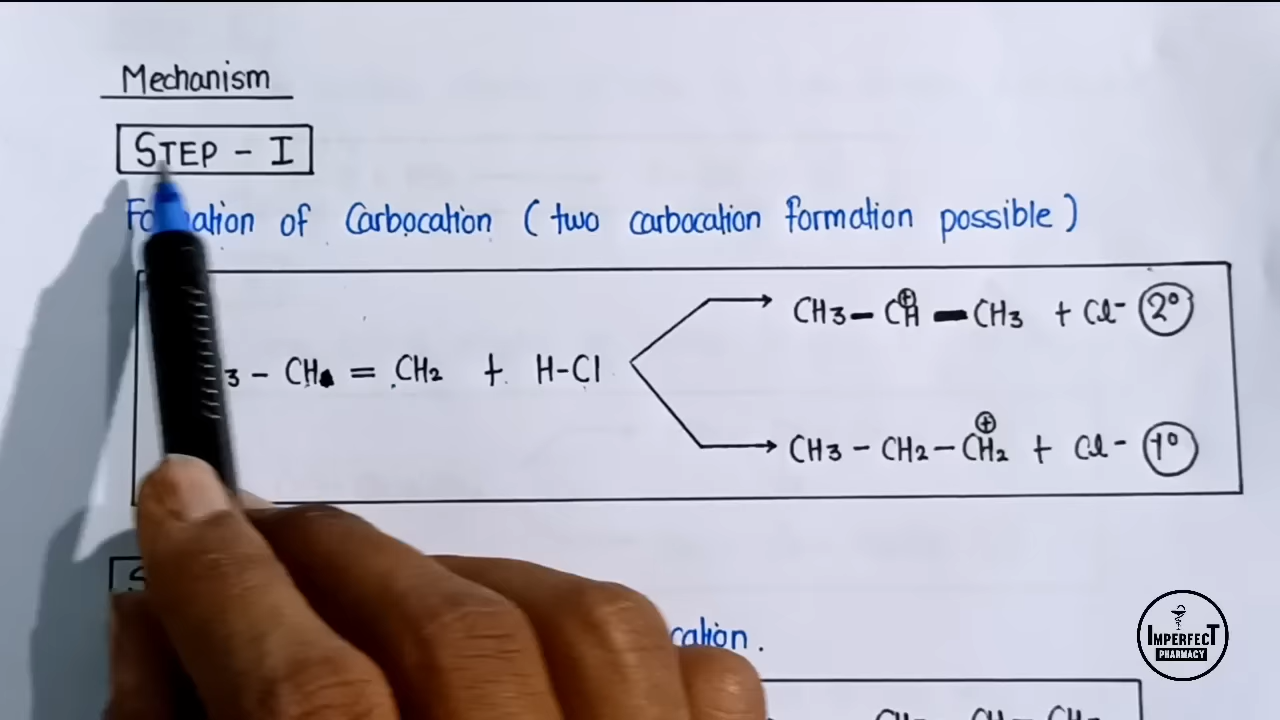 Mechanism
STEP - I
Formation of Carbocation (two carbocation formation possible)
CH3 - CH - CH3 + Cl- 2°
3 - CH = CH2 + H-Cl
CH3 - CH2 - CH2 + Cl- 1°
⊕
⊕
S
cation.
IMPERFECT
PHARMACY